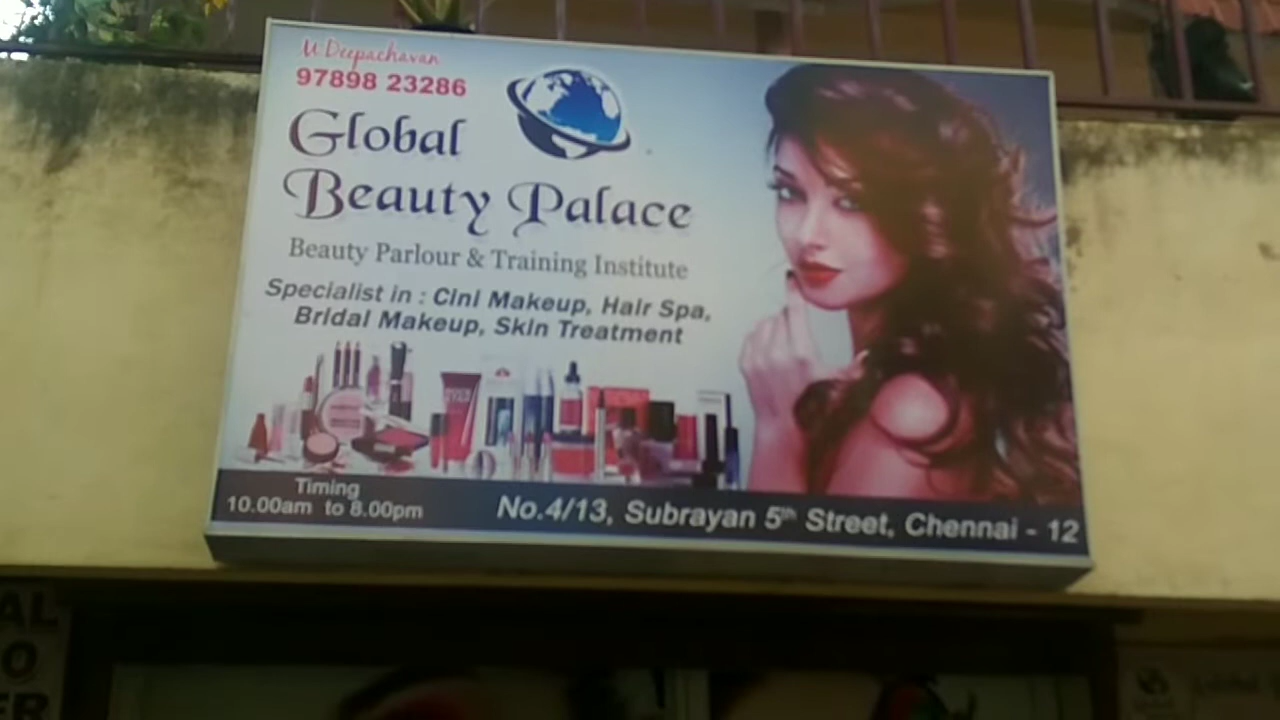 U Deepachavan
97898 23286
Global
Beauty Palace
Beauty Parlour & Training Institute
Specialist in : Cini Makeup, Hair Spa,
Bridal Makeup, Skin Treatment
Timing
10.00am to 8.00pm
No.4/13, Subrayan 5th Street, Chennai - 12